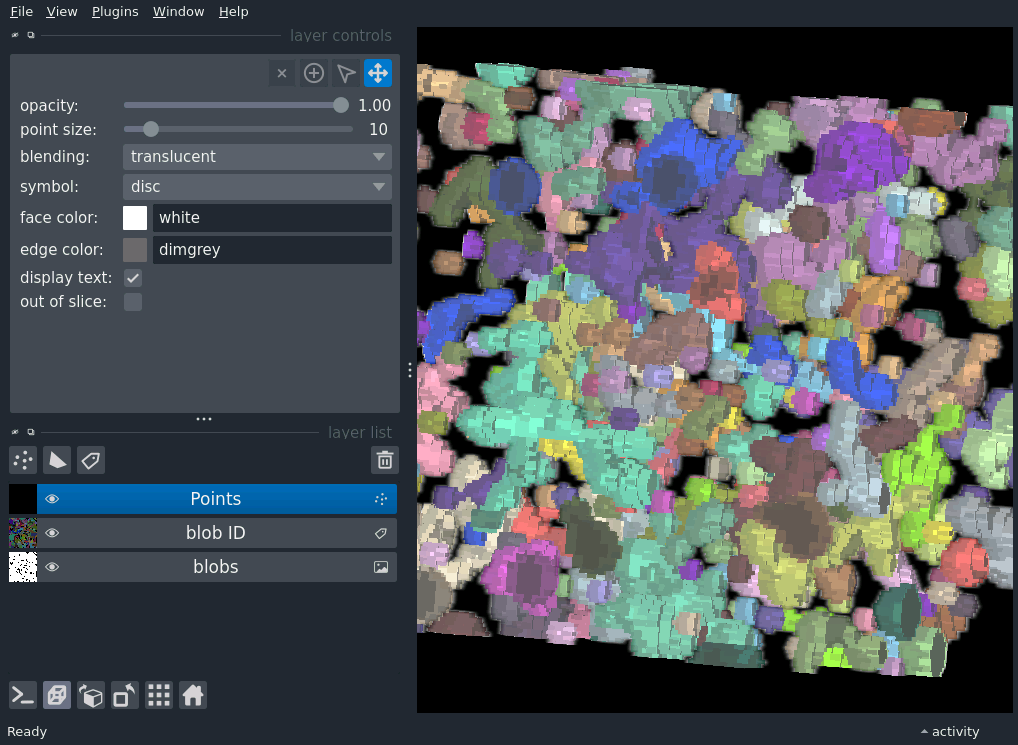 File View Plugins Window Help
layer controls
opacity: 1.00
point size: 10
blending: translucent
symbol: disc
face color: white
edge color: dimgrey
display text:
out of slice:
layer list
Points
blob ID
blobs
Ready activity